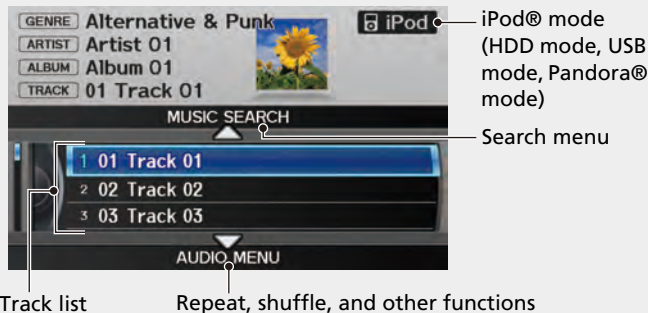 GENRE Alternative & Punk
ARTIST Artist 01
ALBUM Album 01
TRACK 01 Track 01
iPod
iPod® mode
(HDD mode, USB
mode, Pandora®
mode)
MUSIC SEARCH
Search menu
1 01 Track 01
2 02 Track 02
3 03 Track 03
AUDIO MENU
Track list
Repeat, shuffle, and other functions